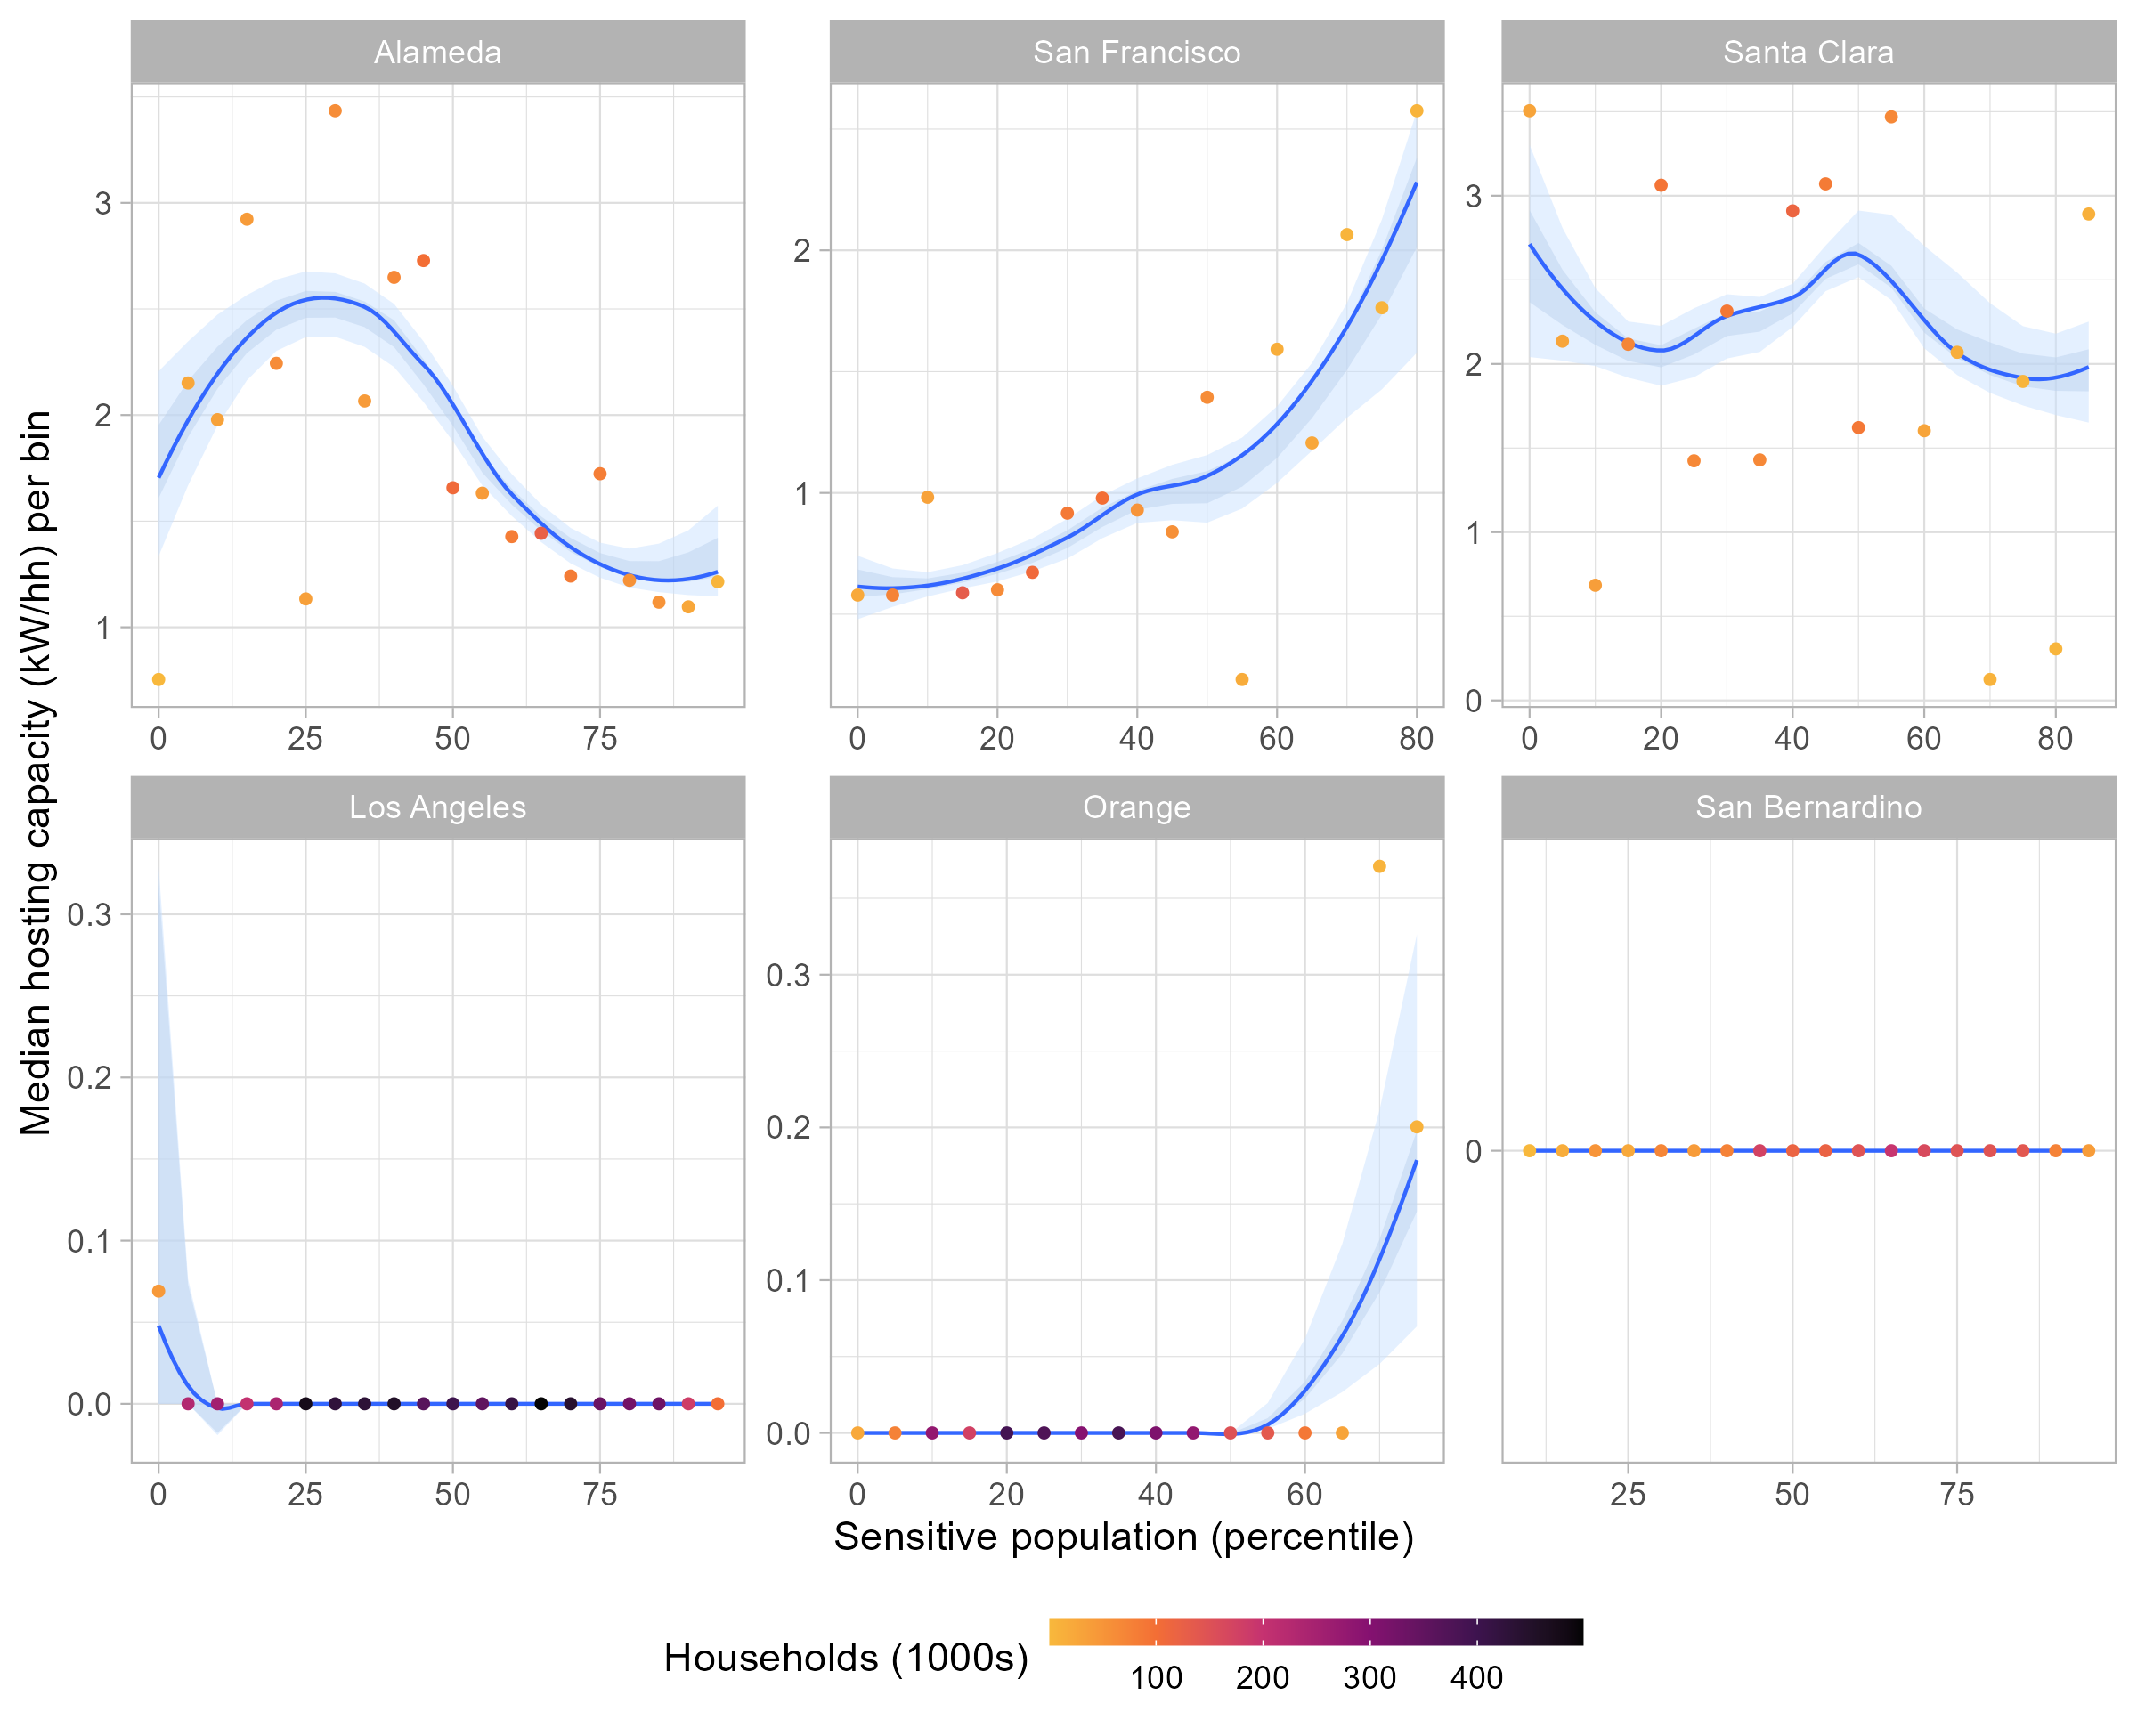 Alameda
San Francisco
Santa Clara
3
2
1
2
1
3
2
1
0
0 25 50 75
0 20 40 60 80
0 20 40 60 80
Median hosting capacity (kW/hh) per bin
Los Angeles
Orange
San Bernardino
0.3
0.2
0.1
0.0
0.3
0.2
0.1
0.0
0
0 25 50 75
0 20 40 60
25 50 75
Sensitive population (percentile)
Households (1000s)
100 200 300 400